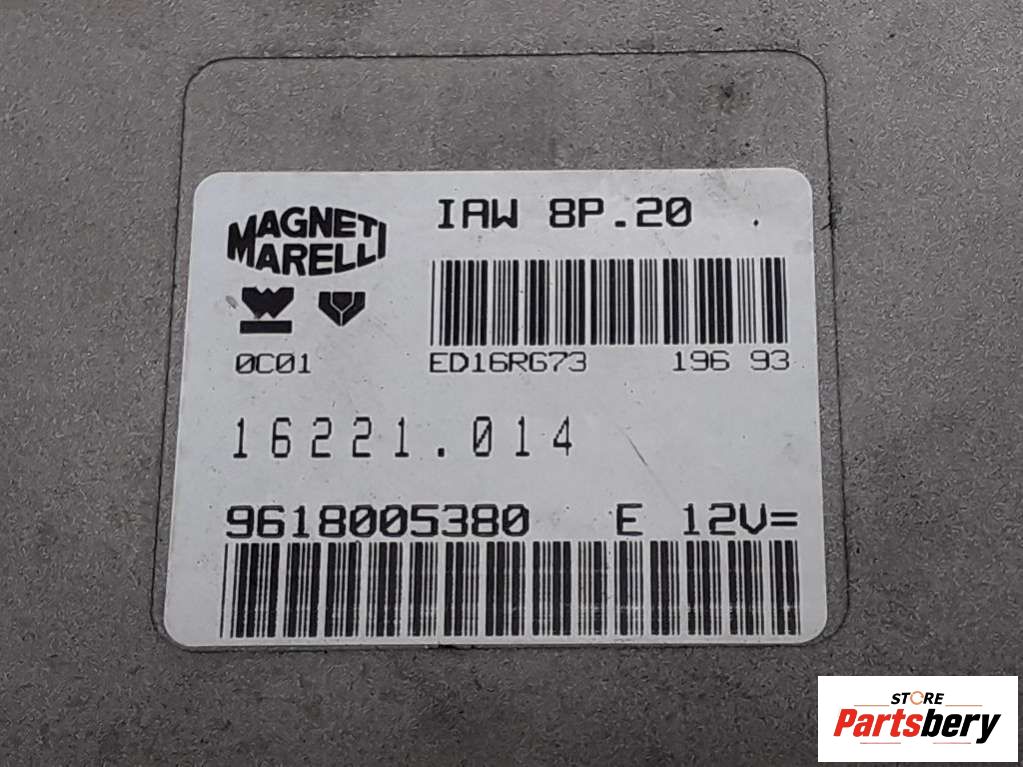 MAGNETI
MARELLI
IAW 8P.20
0C01
ED16RG73 196 93
16221.014
9618005380 E 12V=
STORE
Partsbery